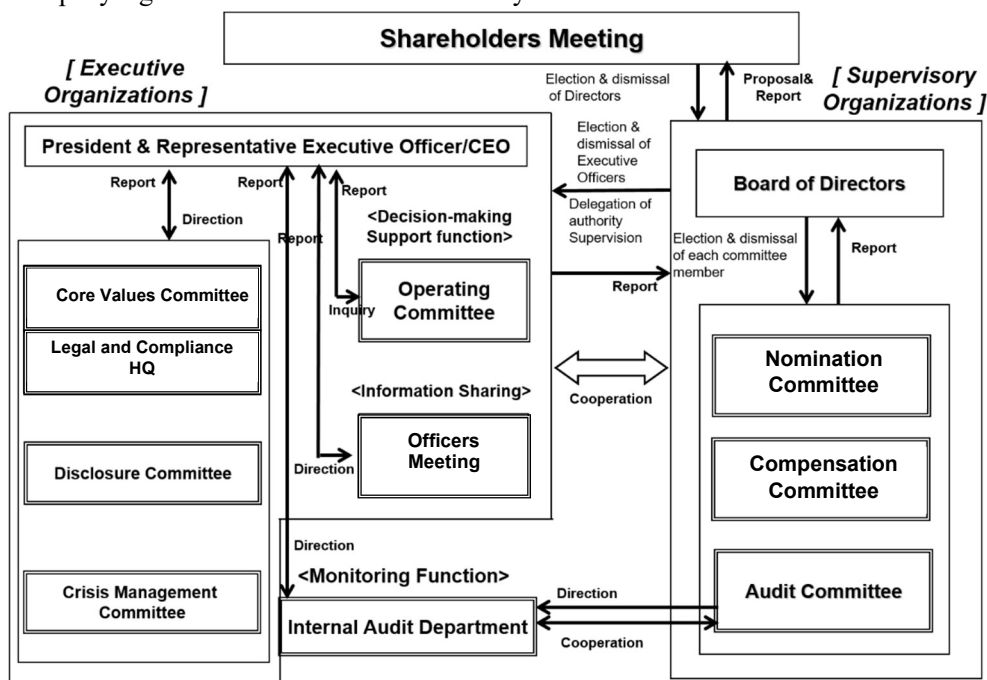 Shareholders Meeting
[ Executive
Organizations ]
Election & dismissal
of Directors
Proposal&
Report
[ Supervisory
Organizations ]
President & Representative Executive Officer/CEO
Election &
dismissal of
Executive
Officers
Delegation of
authority
Supervision
Board of Directors
Report
Direction
Report
Report
Report
<Decision-making
Support function>
Election & dismissal
of each committee
member
Report
Report
Core Values Committee
Legal and Compliance
HQ
Operating
Committee
Inquiry
Cooperation
Nomination
Committee
<Information Sharing>
Officers
Meeting
Direction
Disclosure Committee
Compensation
Committee
Direction
<Monitoring Function>
Crisis Management
Committee
Internal Audit Department
Direction
Cooperation
Audit Committee